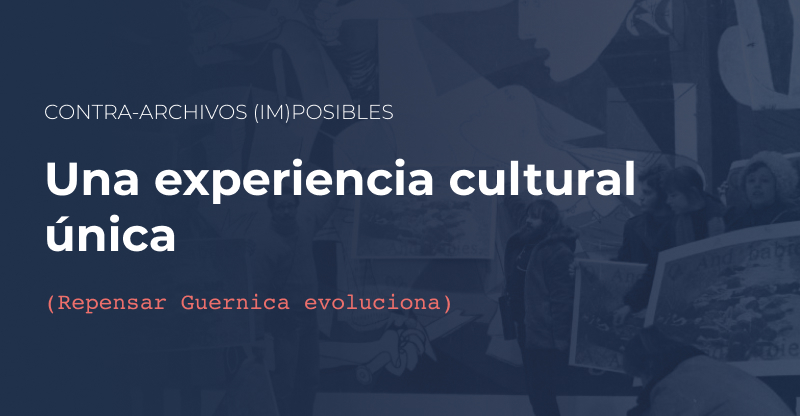 CONTRA-ARCHIVOS (IM)POSIBLES
Una experiencia cultural
única
(Repensar Guernica evoluciona)